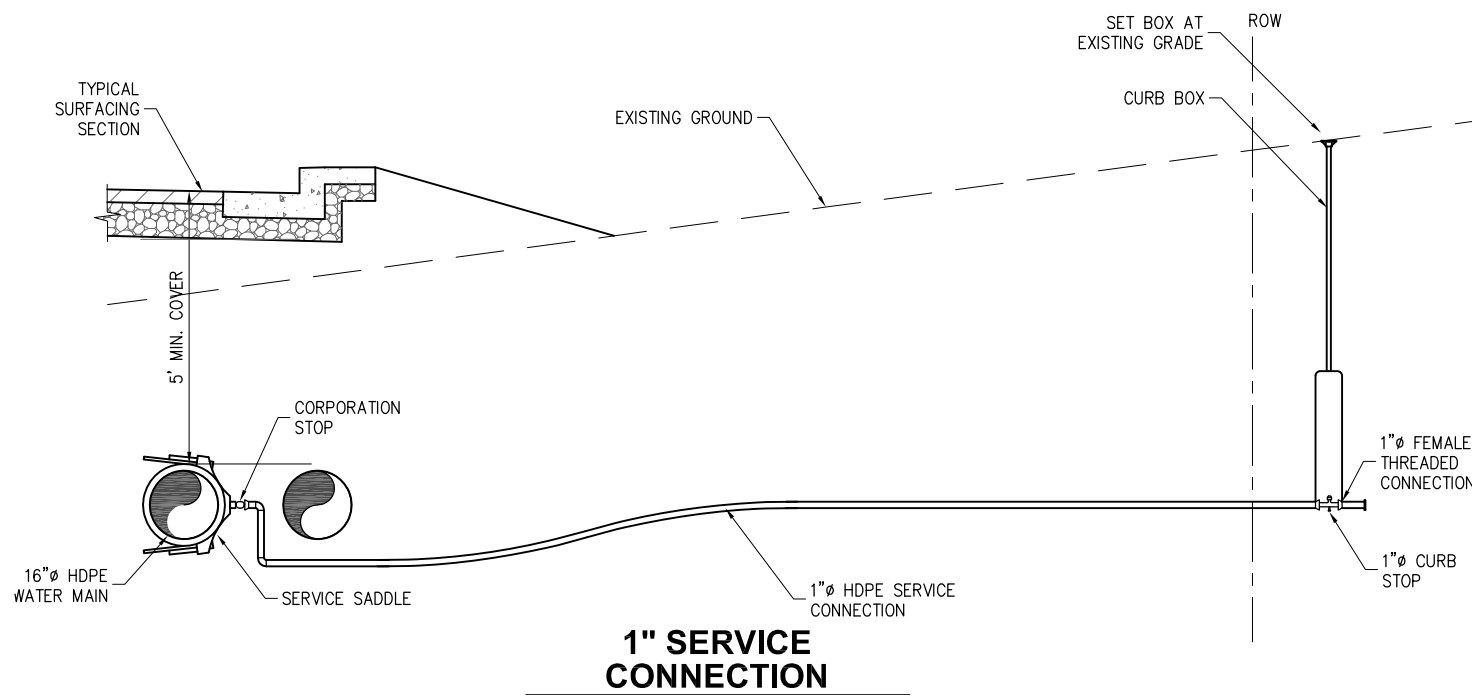 SET BOX AT
EXISTING GRADE
ROW
TYPICAL
SURFACING
SECTION
EXISTING GROUND
CURB BOX
5' MIN. COVER
CORPORATION
STOP
1"ø FEMALE
THREADED
CONNECTION
16"ø HDPE
WATER MAIN
SERVICE SADDLE
1"ø HDPE SERVICE
CONNECTION
1"ø CURB
STOP
1" SERVICE
CONNECTION